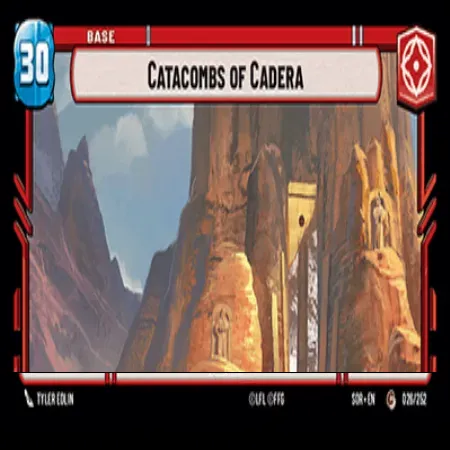 BASE
30
CATACOMBS OF CADERA
TYLER EDLIN ©LFL ©FFG SOR • EN C 026/252